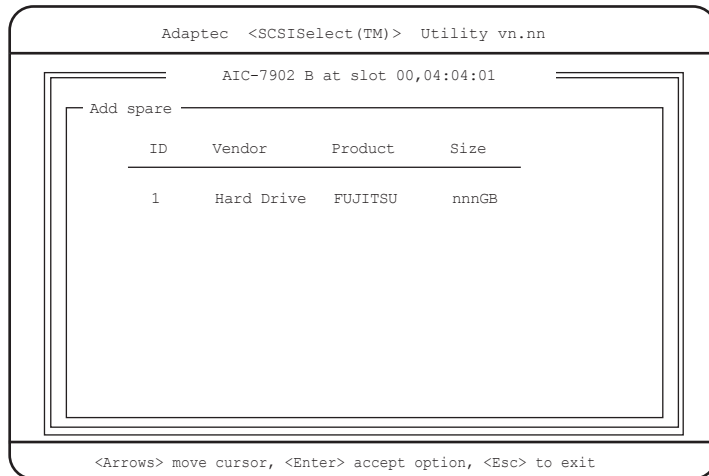 Adaptec <SCSISelect(TM)> Utility vn.nn
AIC-7902 B at slot 00,04:04:01
Add spare
ID Vendor Product Size
1 Hard Drive FUJITSU nnnGB
<Arrows> move cursor, <Enter> accept option, <Esc> to exit